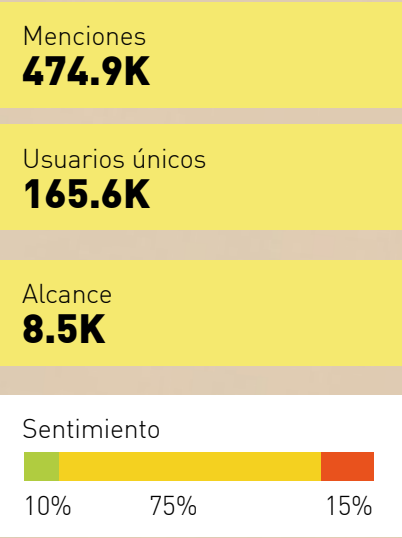 Menciones
474.9K
Usuarios únicos
165.6K
Alcance
8.5K
Sentimiento
10% 75% 15%